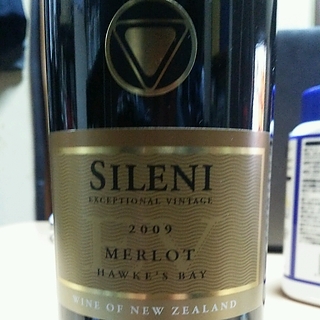 SILENI
EXCEPTIONAL VINTAGE
2009
MERLOT
HAWKE'S BAY
WINE OF NEW ZEALAND